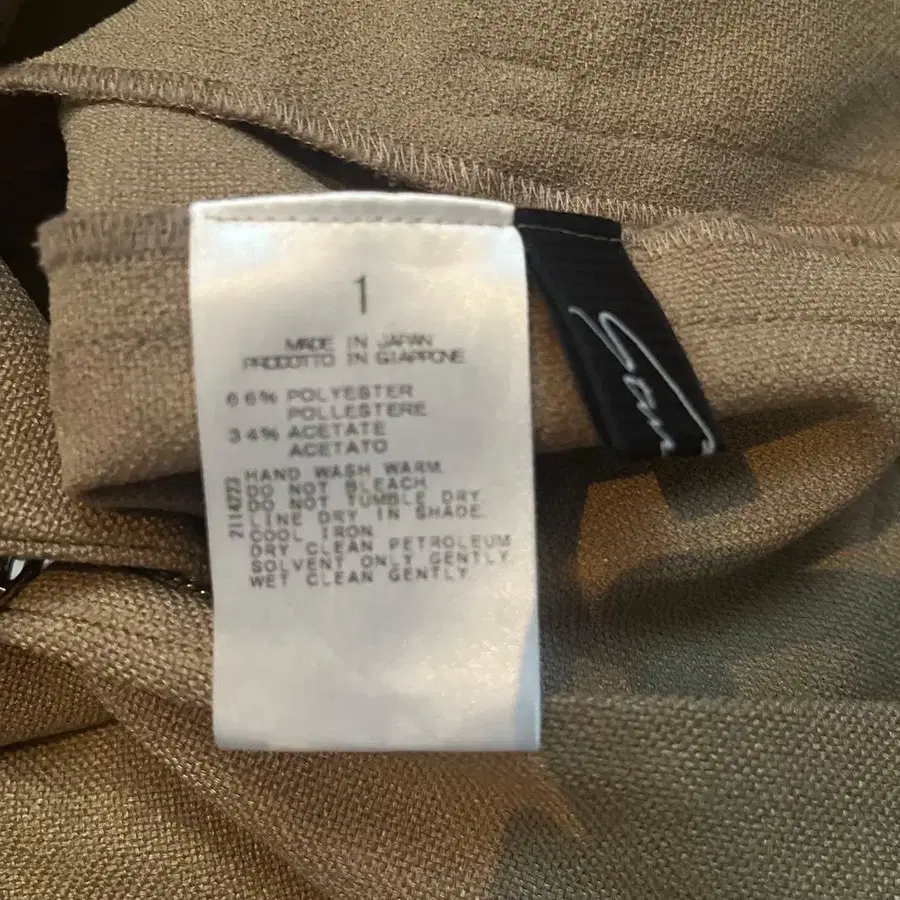 1
MADE IN JAPAN
PRODOTTO IN GIAPPONE
66% POLYESTER
POLLESTERE
34% ACETATE
ACETATO
2114223
HAND WASH WARM
DO NOT BLEACH
DO NOT TUMBLE DRY
LINE DRY IN SHADE.
COOL IRON
DRY CLEAN PETROLEUM
SOLVENT ONLY GENTLY
WET CLEAN GENTLY